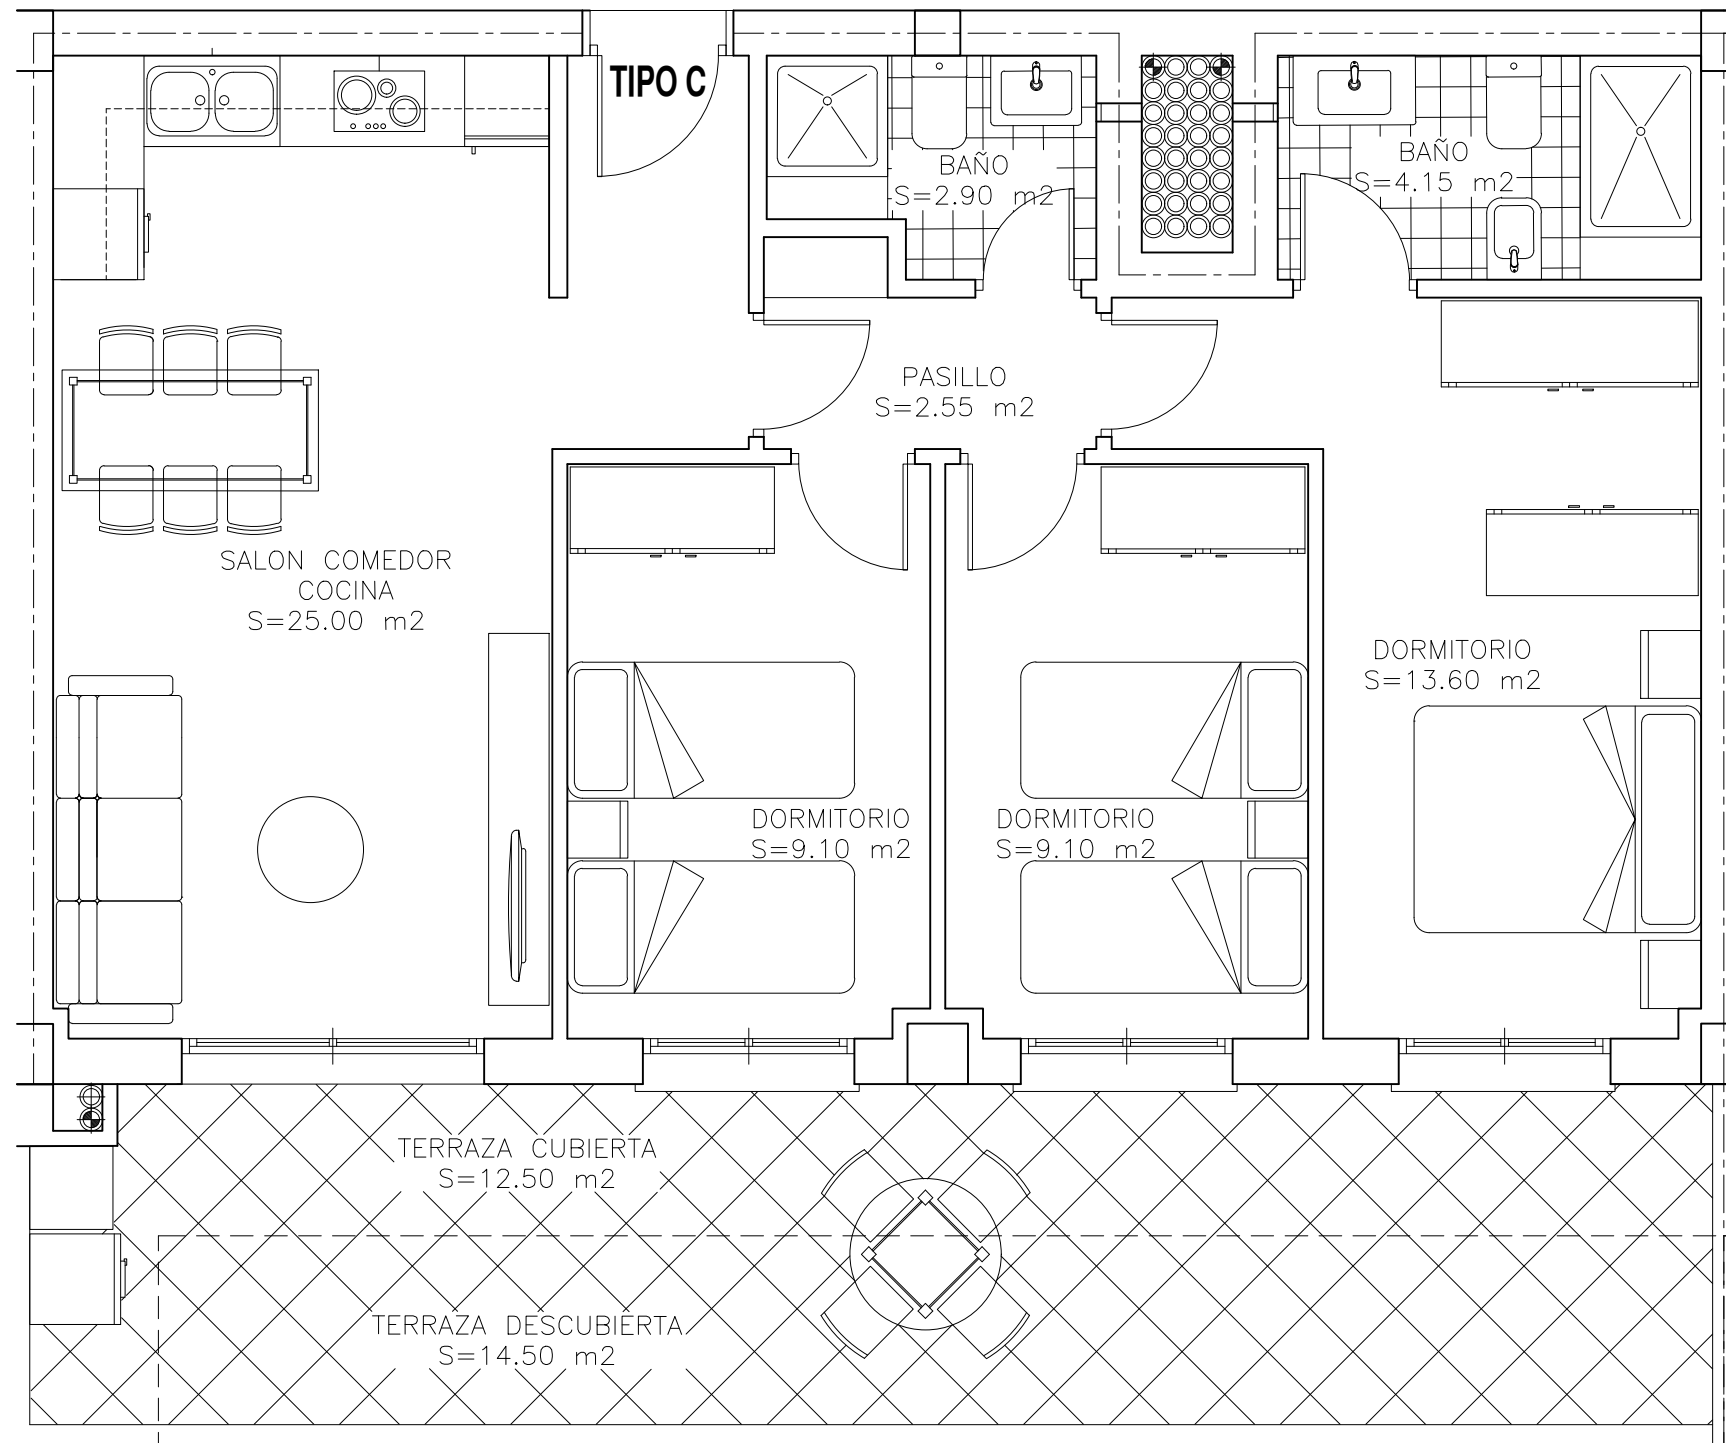 TIPO C
BAÑO
S=2.90 m2
BAÑO
S=4.15 m2
PASILLO
S=2.55 m2
SALON COMEDOR
COCINA
S=25.00 m2
DORMITORIO
S=13.60 m2
DORMITORIO
S=9.10 m2
DORMITORIO
S=9.10 m2
TERRAZA CUBIERTA
S=12.50 m2
TERRAZA DESCUBIERTA
S=14.50 m2